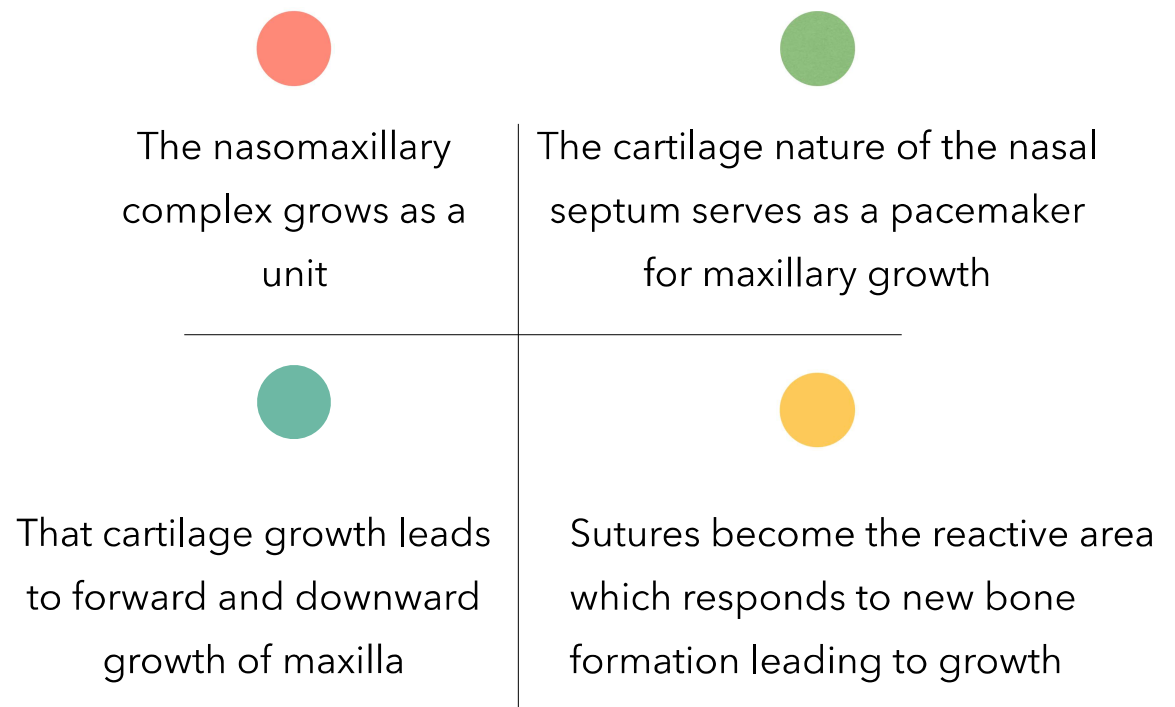 The nasomaxillary
complex grows as a
unit
The cartilage nature of the nasal
septum serves as a pacemaker
for maxillary growth
That cartilage growth leads
to forward and downward
growth of maxilla
Sutures become the reactive area
which responds to new bone
formation leading to growth